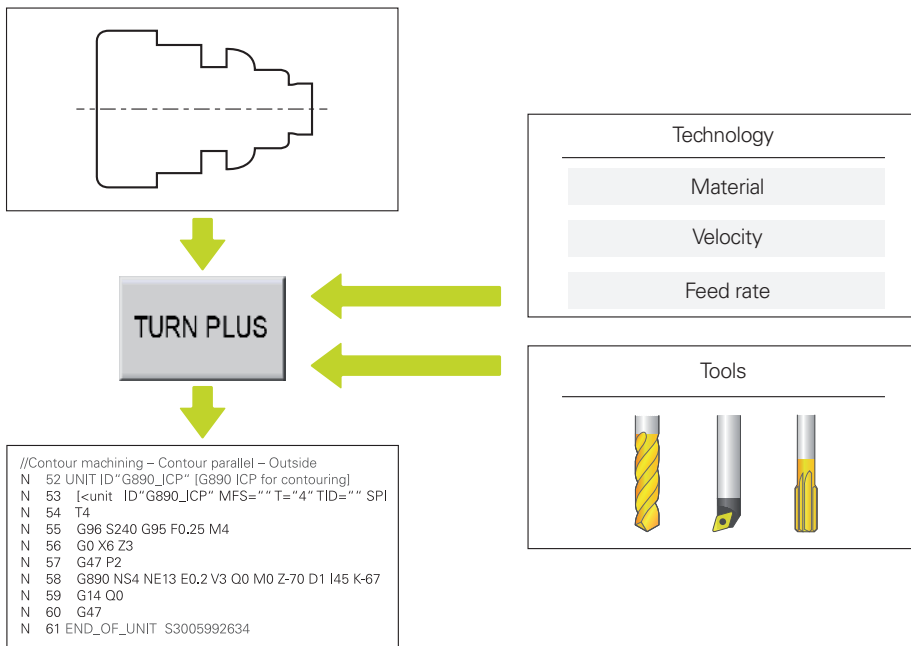 Technology
Material
Velocity
Feed rate
TURN PLUS
Tools
//Contour machining – Contour parallel – Outside
N 52 UNIT ID"G890_ICP" [G890 ICP for contouring]
N 53 [<unit ID"G890_ICP" MFS="" T="4" TID="" SPI
N 54 T4
N 55 G96 S240 G95 F0.25 M4
N 56 G0 X6 Z3
N 57 G47 P2
N 58 G890 NS4 NE13 E0.2 V3 Q0 M0 Z-70 D1 I45 K-67
N 59 G14 Q0
N 60 G47
N 61 END_OF_UNIT S3005992634